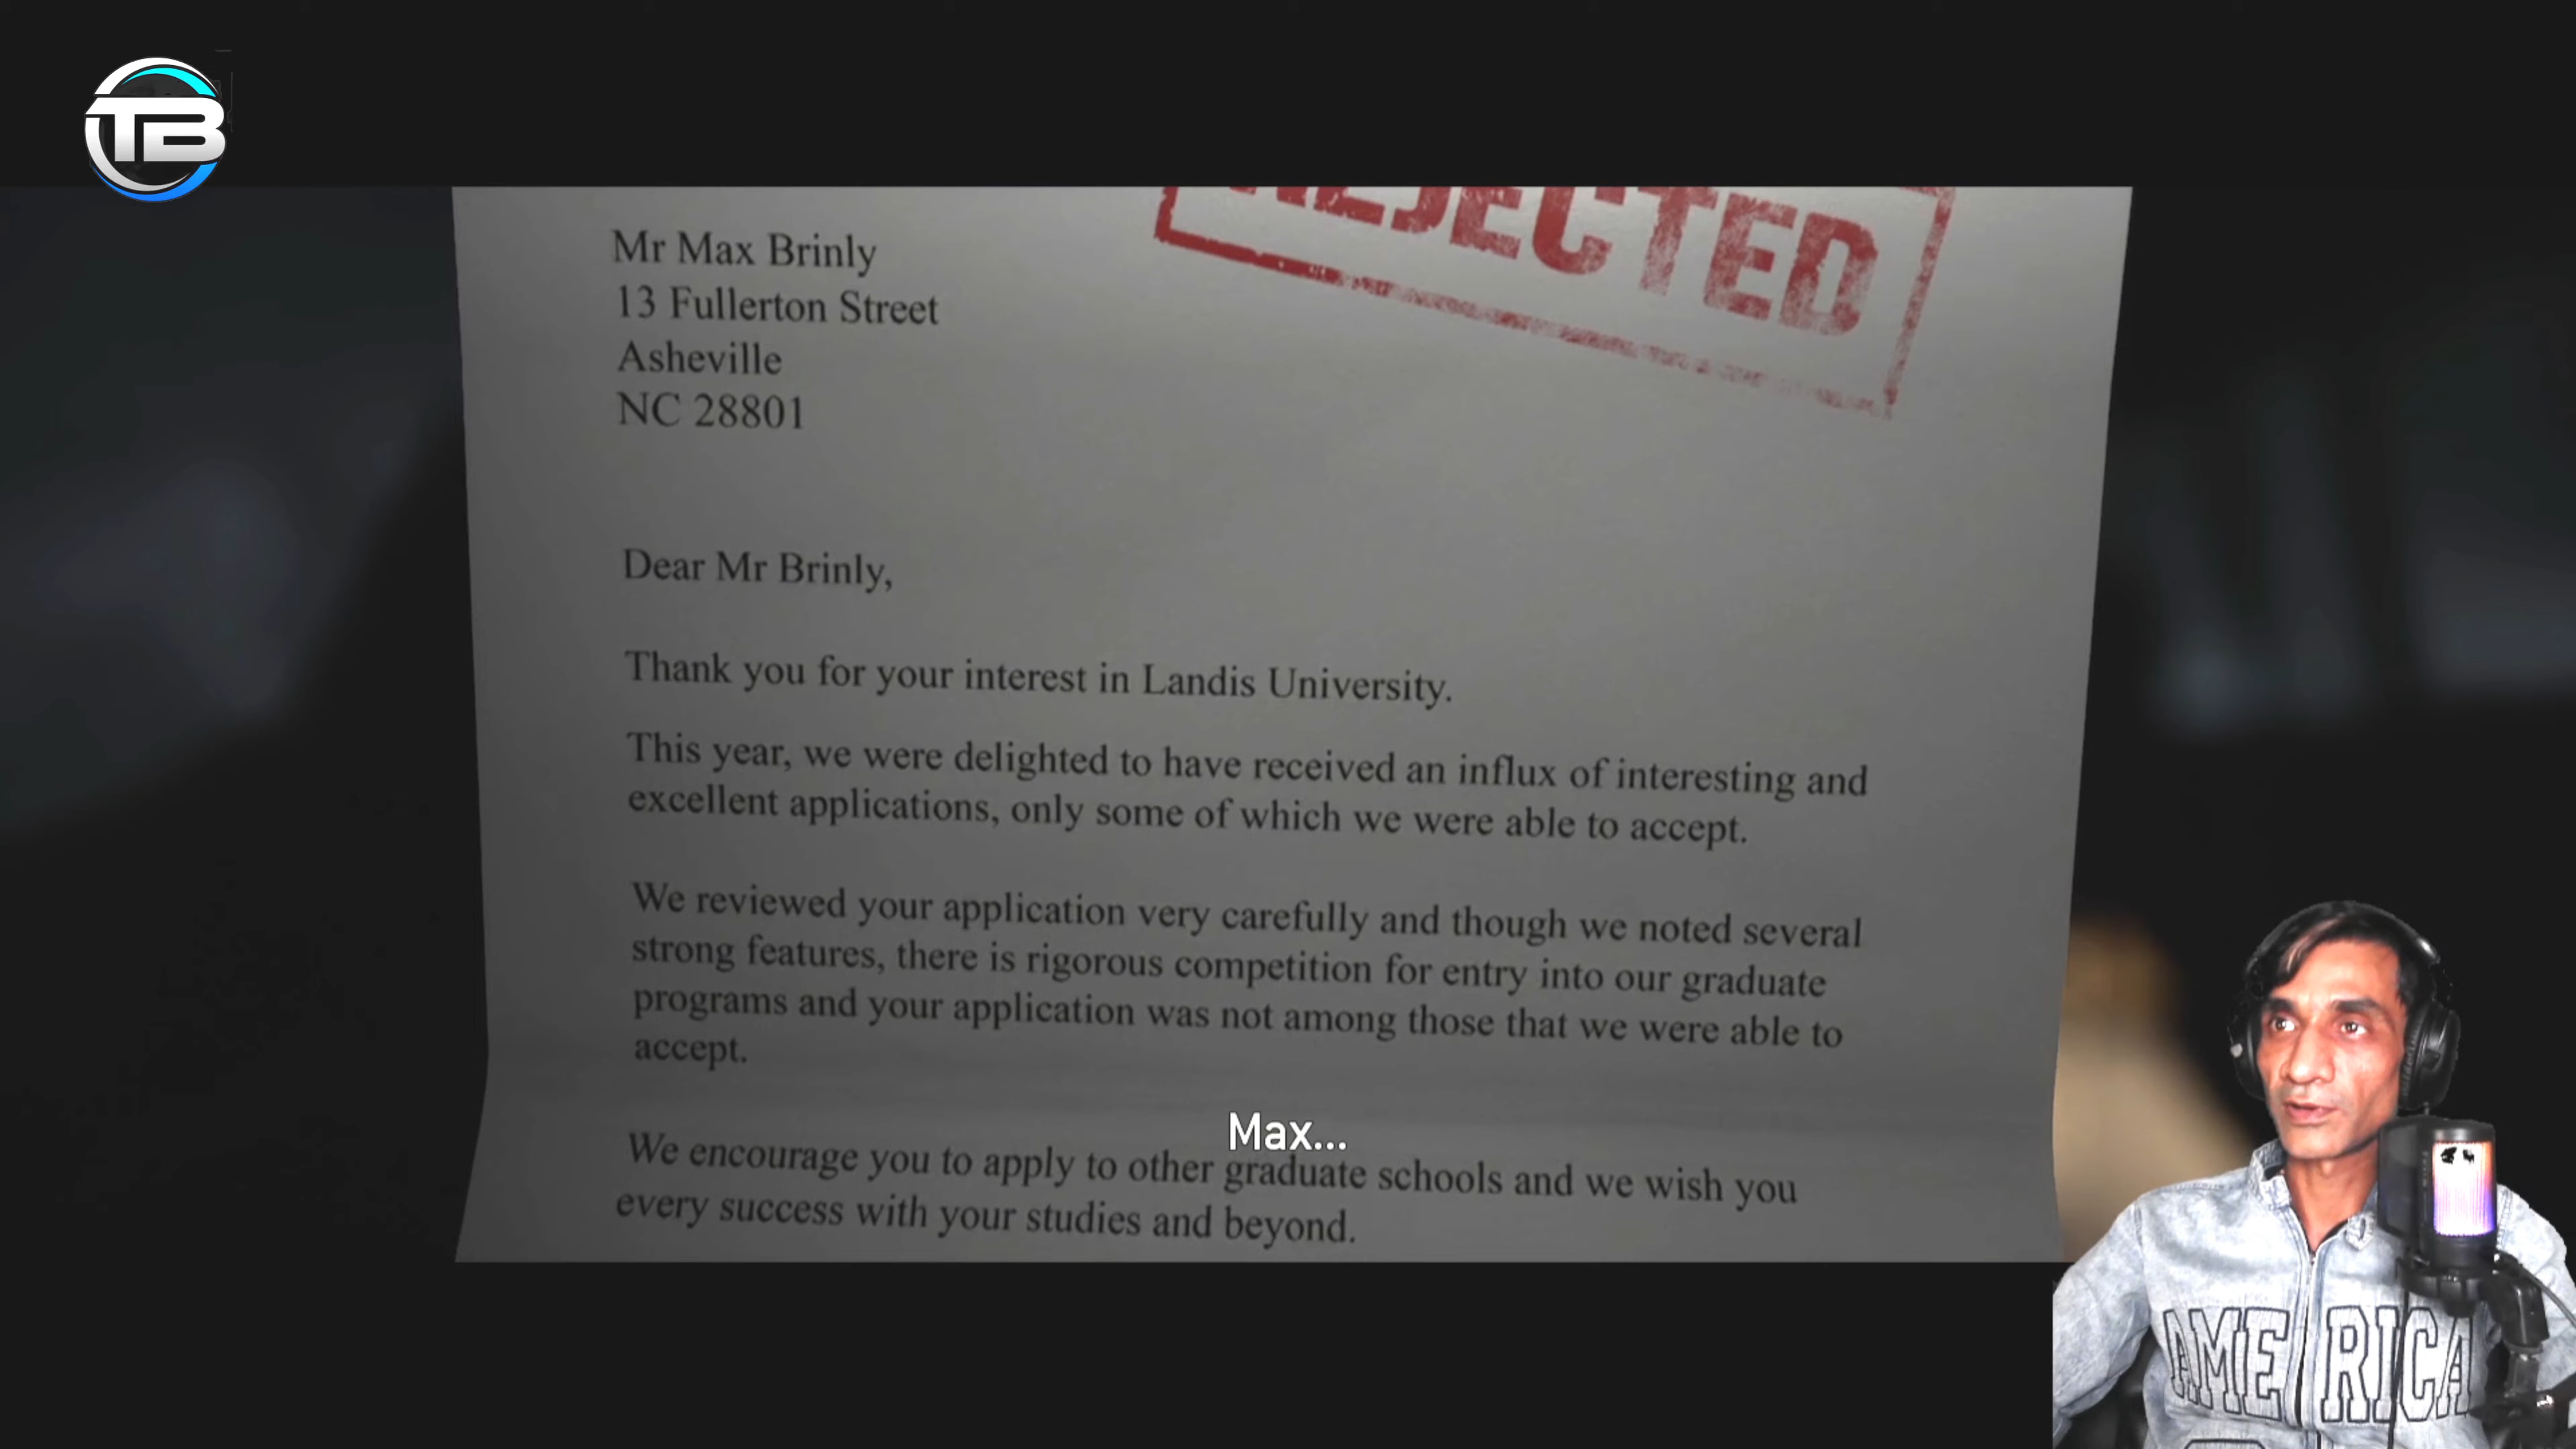 TB
REJECTED
Mr Max Brinly
13 Fullerton Street
Asheville
NC 28801
Dear Mr Brinly,
Thank you for your interest in Landis University.
This year, we were delighted to have received an influx of interesting and
excellent applications, only some of which we were able to accept.
We reviewed your application very carefully and though we noted several
strong features, there is rigorous competition for entry into our graduate
programs and your application was not among those that we were able to
accept.
Max...
We encourage you to apply to other graduate schools and we wish you
every success with your studies and beyond.
AMERICA